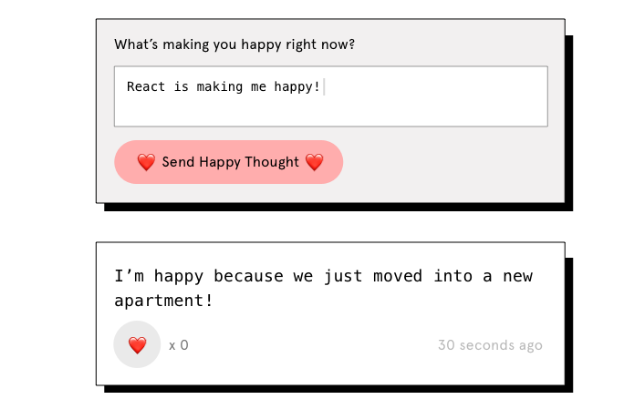 What’s making you happy right now?
React is making me happy!
❤️ Send Happy Thought ❤️
I’m happy because we just moved into a new
apartment!
❤️ x 0
30 seconds ago